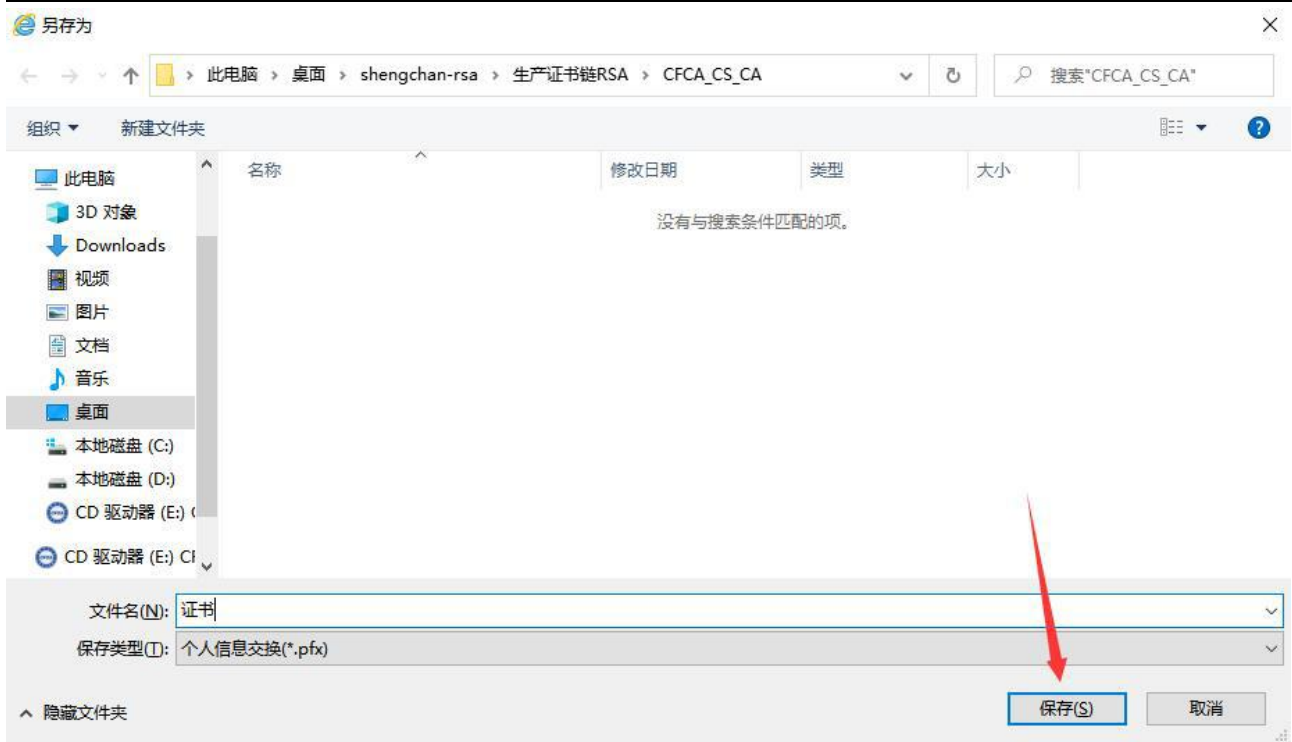 另存为
此电脑 › 桌面 › shengchan-rsa › 生产证书链RSA › CFCA_CS_CA
搜索"CFCA_CS_CA"
组织 新建文件夹
名称 修改日期 类型 大小
没有与搜索条件匹配的项。
此电脑
3D 对象
Downloads
视频
图片
文档
音乐
桌面
本地磁盘 (C:)
本地磁盘 (D:)
CD 驱动器 (E:)
CD 驱动器 (E:)
文件名(N): 证书
保存类型(T): 个人信息交换(*.pfx)
隐藏文件夹 保存(S) 取消